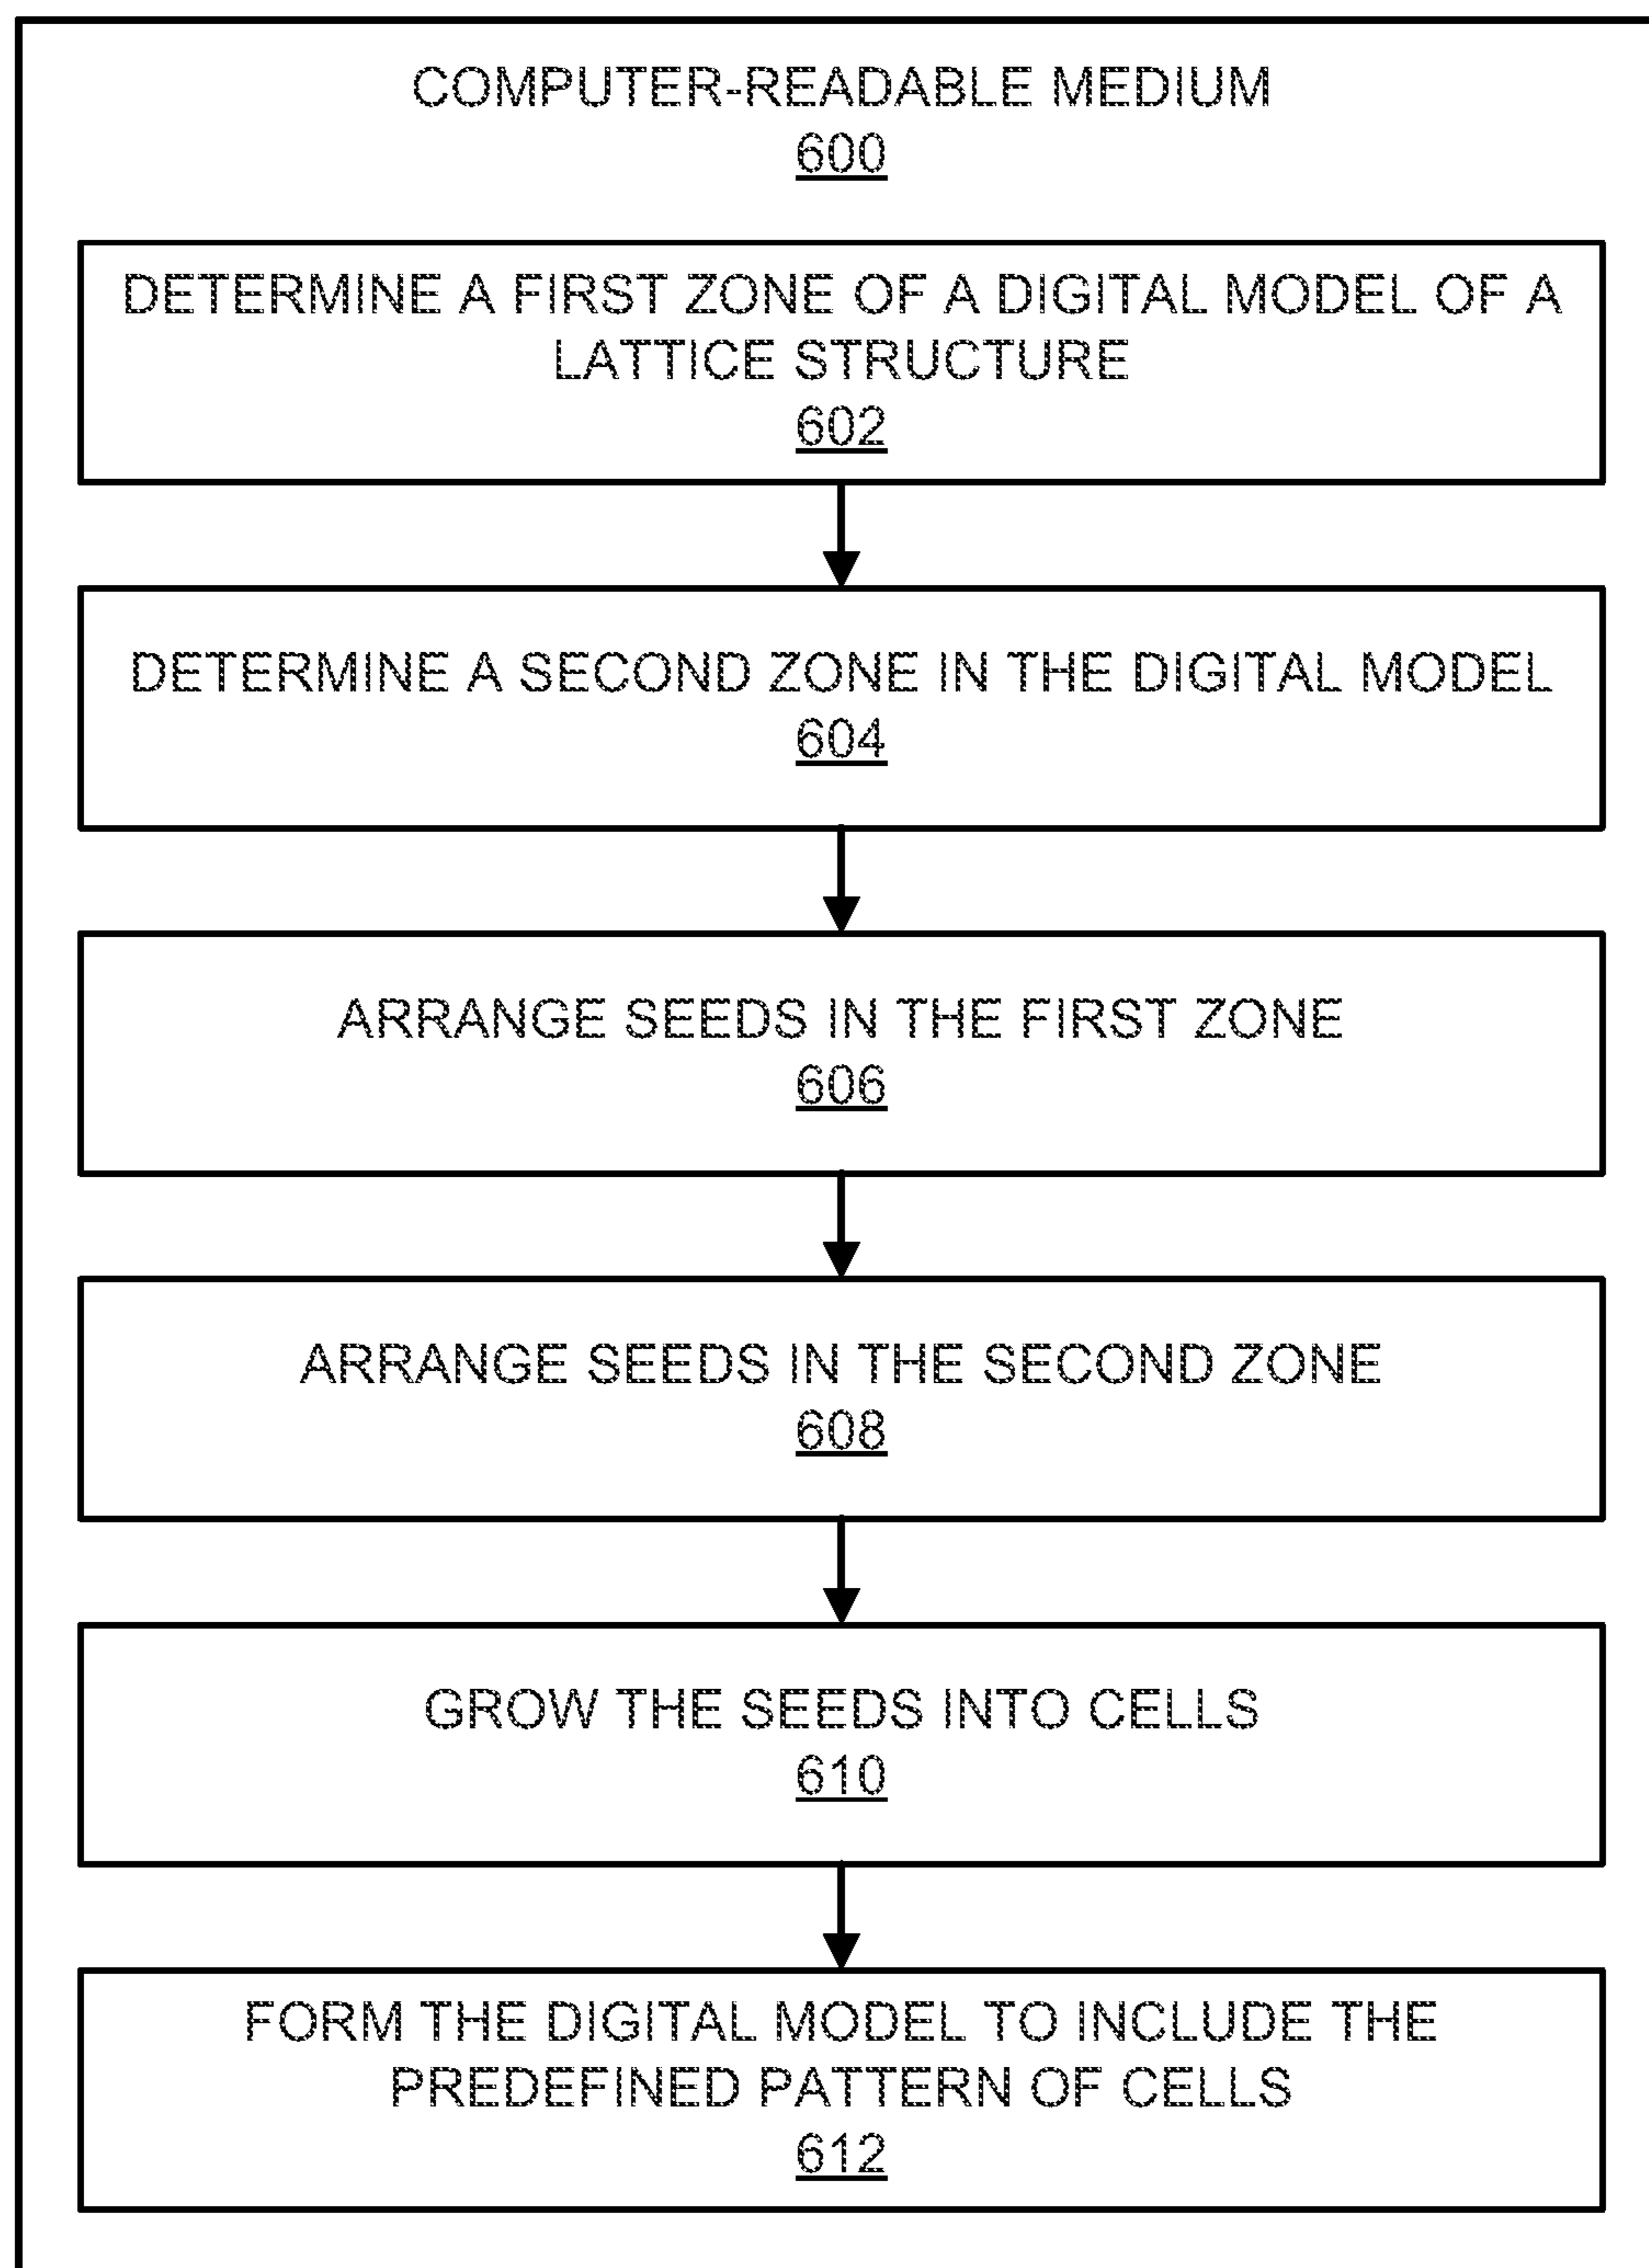 COMPUTER-READABLE MEDIUM
600
DETERMINE A FIRST ZONE OF A DIGITAL MODEL OF A
LATTICE STRUCTURE
602
DETERMINE A SECOND ZONE IN THE DIGITAL MODEL
604
ARRANGE SEEDS IN THE FIRST ZONE
606
ARRANGE SEEDS IN THE SECOND ZONE
608
GROW THE SEEDS INTO CELLS
610
FORM THE DIGITAL MODEL TO INCLUDE THE
PREDEFINED PATTERN OF CELLS
612